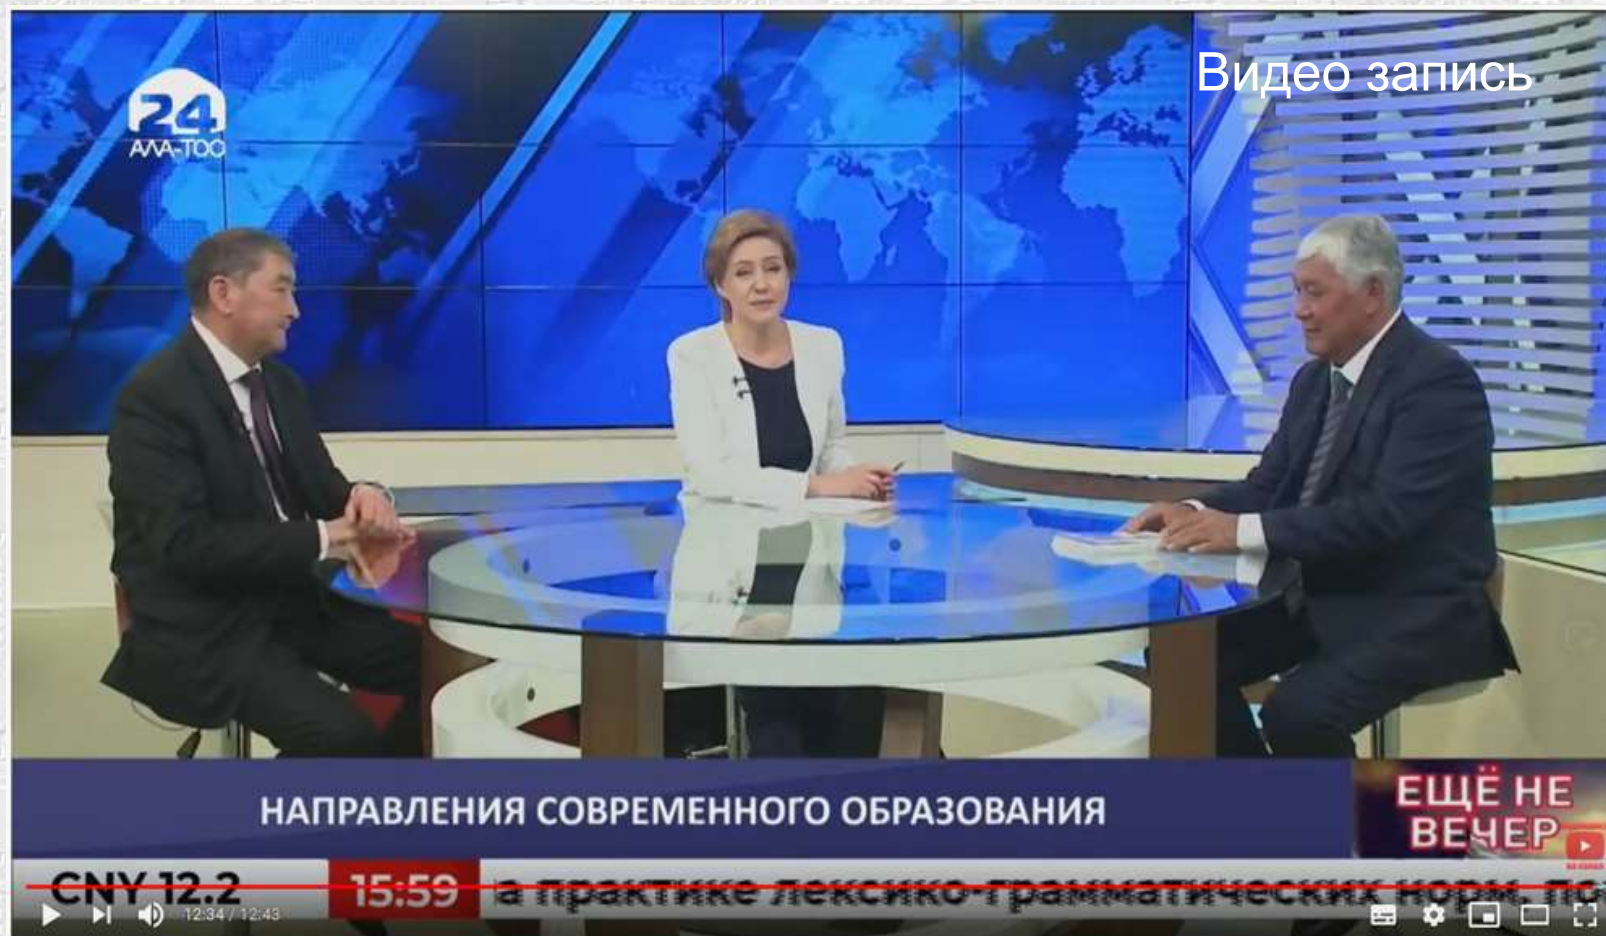 Видео запись
24
АЛА-ТОО
НАПРАВЛЕНИЯ СОВРЕМЕННОГО ОБРАЗОВАНИЯ
ЕЩЁ НЕ
ВЕЧЕР
CNY 12.2
15:59
а практике лексико-грамматических норм, по
12:34 / 12:43